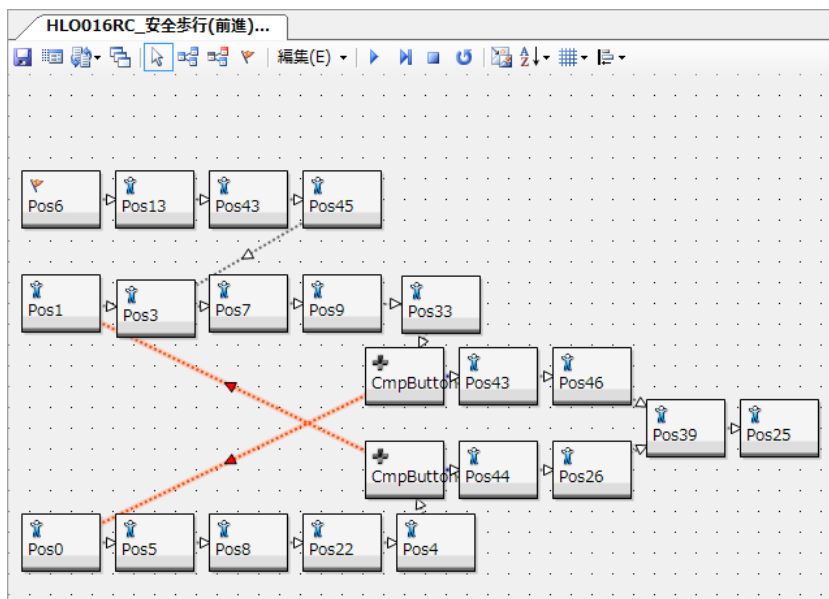 HLO016RC_安全歩行(前進)...
編集(E)
Pos6
Pos13
Pos43
Pos45
Pos1
Pos3
Pos7
Pos9
Pos33
CmpButton
Pos43
Pos46
Pos39
Pos25
CmpButton
Pos44
Pos26
Pos0
Pos5
Pos8
Pos22
Pos4